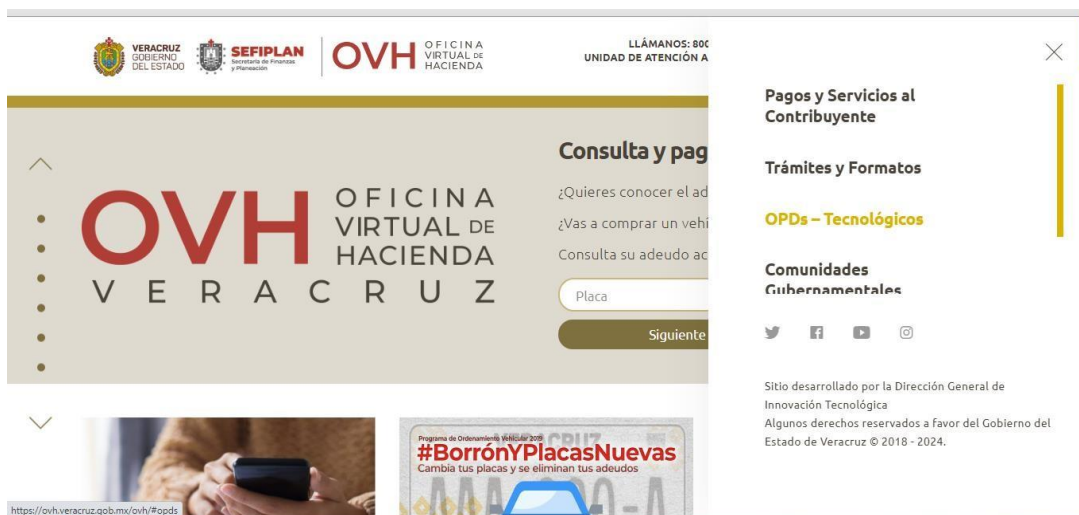 VERACRUZ
GOBIERNO
DEL ESTADO
SEFIPLAN
Secretaría de Finanzas
y Planeación
OVH
OFICINA
VIRTUAL DE
HACIENDA
LLÁMANOS: 800
UNIDAD DE ATENCIÓN A
Consulta y pag
¿Quieres conocer el ad
¿Vas a comprar un vehi
Consulta su adeudo ac
Placa
Siguiente
OVH
OFICINA
VIRTUAL DE
HACIENDA
VERACRUZ
Programa de Ordenamiento Vehicular 2019
#BorrónYPlacasNuevas
Cambia tus placas y se eliminan tus adeudos
Pagos y Servicios al
Contribuyente
Trámites y Formatos
OPDs – Tecnológicos
Comunidades
Gubernamentales
Sitio desarrollado por la Dirección General de
Innovación Tecnológica
Algunos derechos reservados a favor del Gobierno del
Estado de Veracruz © 2018 - 2024.
https://ovh.veracruz.gob.mx/ovh/#opds